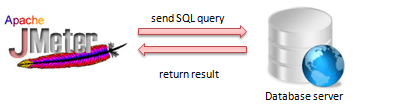 Apache
JMeter
send SQL query
return result
Database server